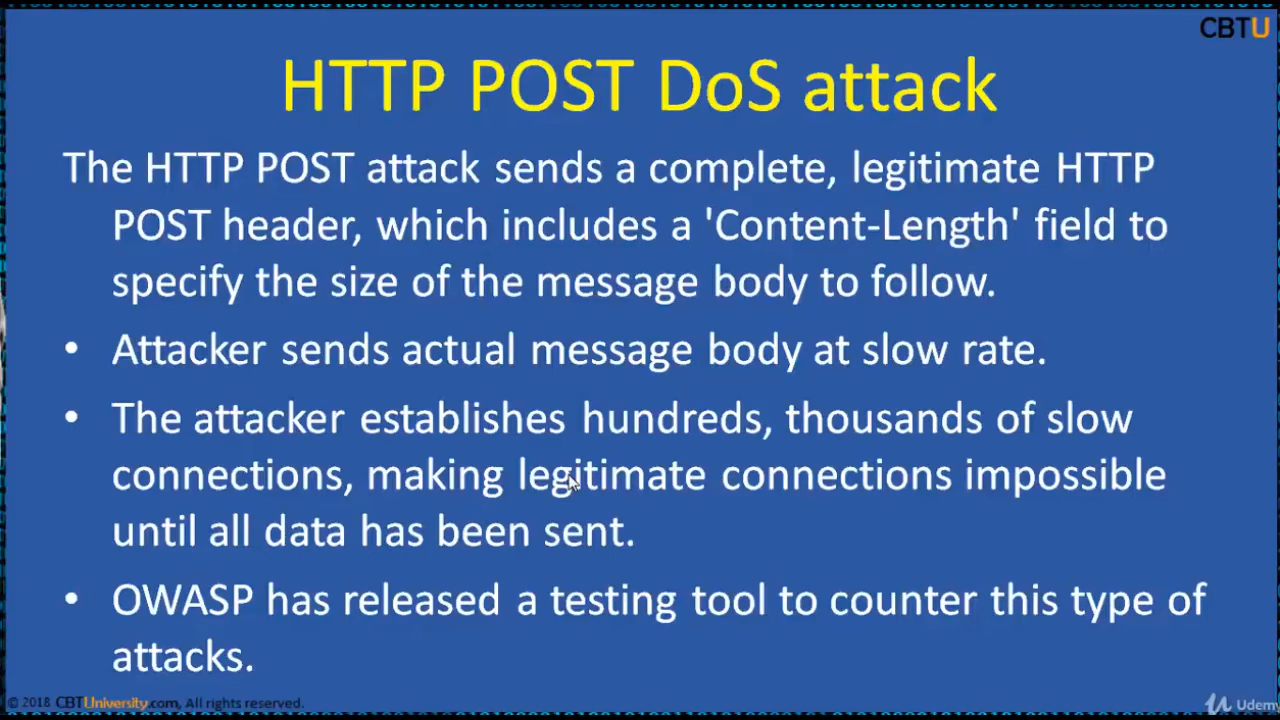 CBTU
HTTP POST DoS attack
The HTTP POST attack sends a complete, legitimate HTTP
POST header, which includes a 'Content-Length' field to
specify the size of the message body to follow.
• Attacker sends actual message body at slow rate.
• The attacker establishes hundreds, thousands of slow
connections, making legitimate connections impossible
until all data has been sent.
• OWASP has released a testing tool to counter this type of
attacks.
© 2018 CBTUniversity.com, All rights reserved.
Udemy